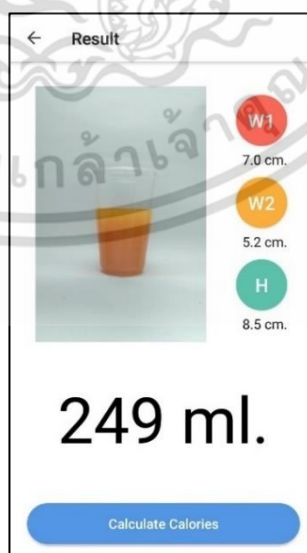 ← Result
W1
7.0 cm.
W2
5.2 cm.
H
8.5 cm.
249 ml.
Calculate Calories